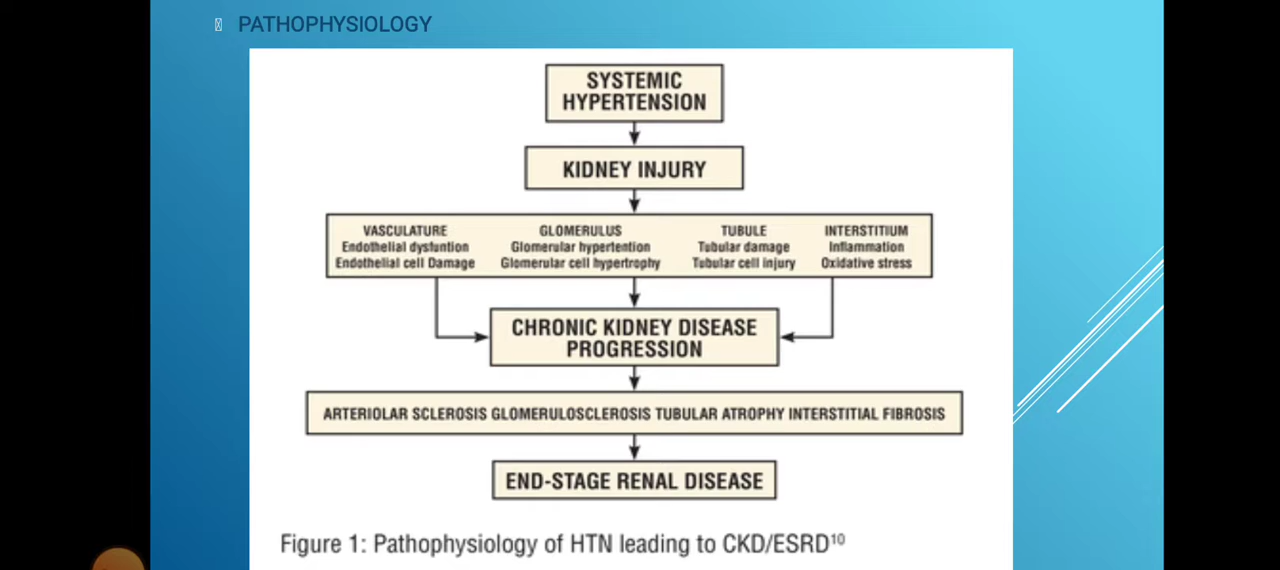 PATHOPHYSIOLOGY
SYSTEMIC
HYPERTENSION
KIDNEY INJURY
VASCULATURE GLOMERULUS TUBULE INTERSTITIUM
Endothelial dysfuntion Glomerular hypertention Tubular damage Inflammation
Endothelial cell Damage Glomerular cell hypertrophy Tubular cell injury Oxidative stress
CHRONIC KIDNEY DISEASE
PROGRESSION
ARTERIOLAR SCLEROSIS GLOMERULOSCLEROSIS TUBULAR ATROPHY INTERSTITIAL FIBROSIS
END-STAGE RENAL DISEASE
Figure 1: Pathophysiology of HTN leading to CKD/ESRD¹⁰